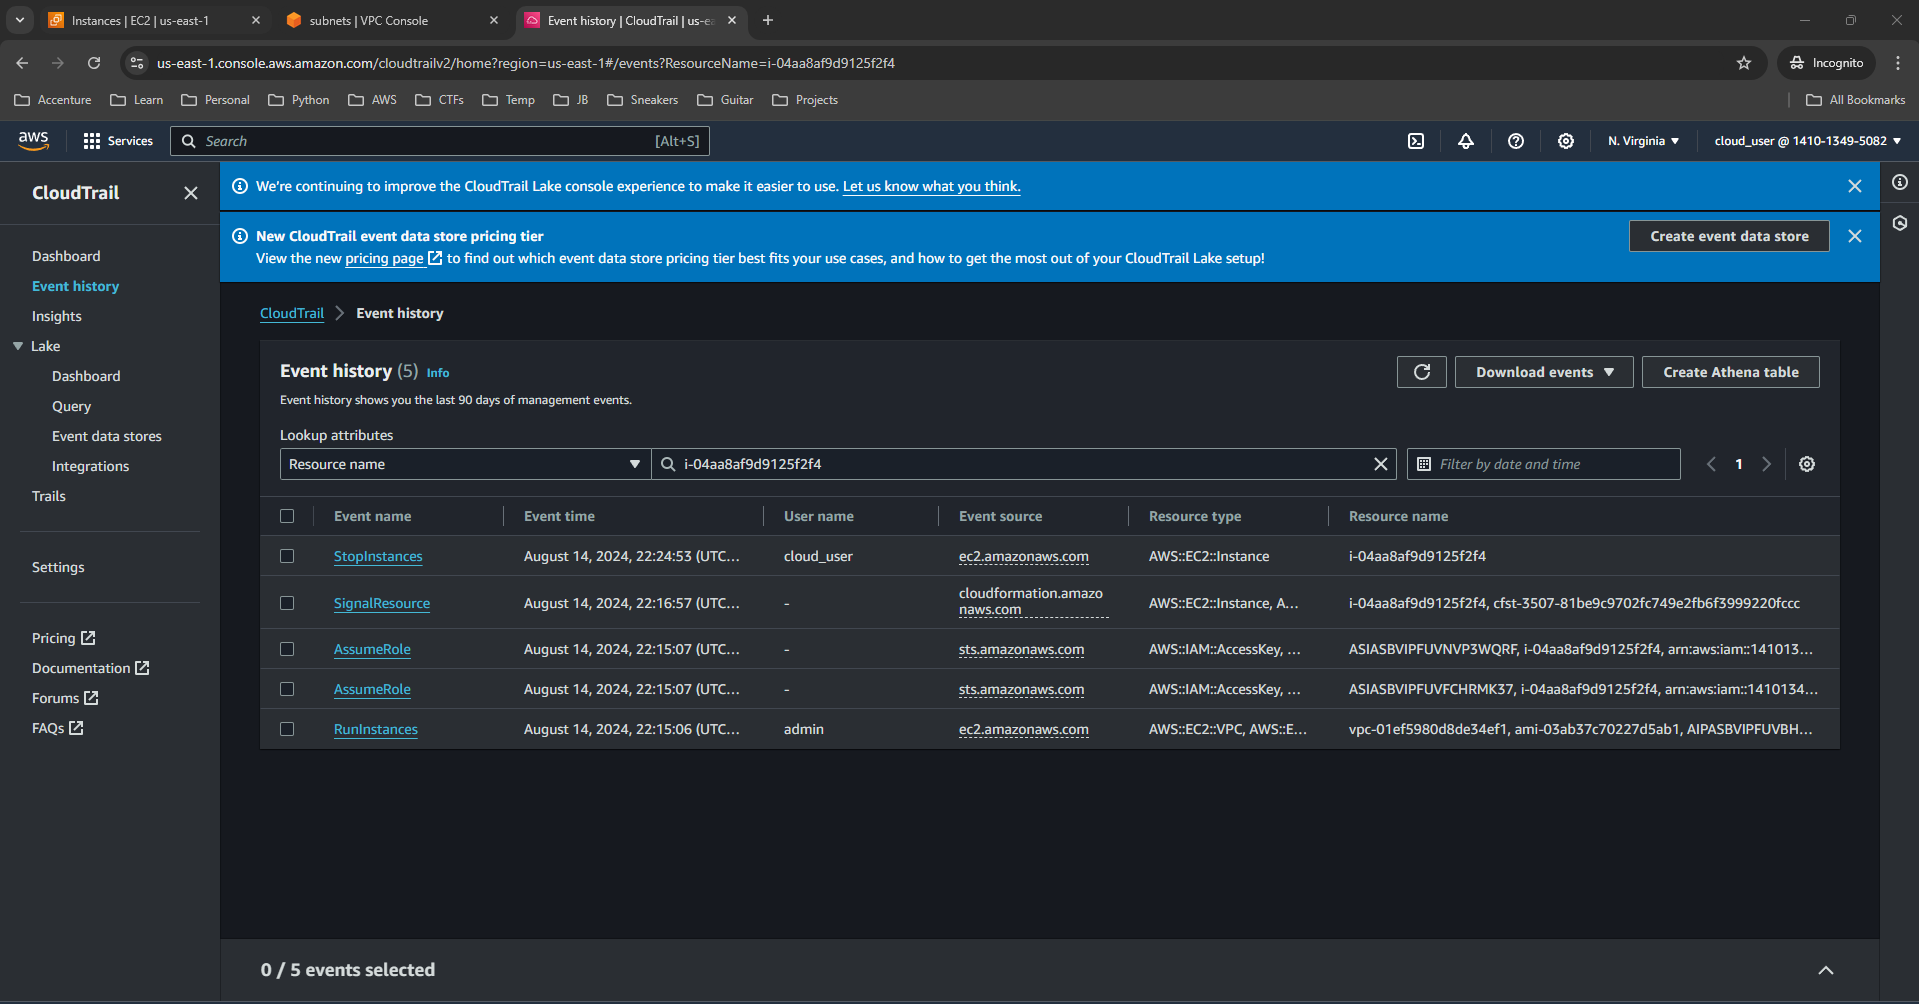 Instances | EC2 | us-east-1
subnets | VPC Console
Event history | CloudTrail | us-ea
us-east-1.console.aws.amazon.com/cloudtrailv2/home?region=us-east-1#/events?ResourceName=i-04aa8af9d9125f2f4
Incognito
Accenture Learn Personal Python AWS CTFs Temp JB Sneakers Guitar Projects All Bookmarks
aws Services Search [Alt+S] N. Virginia cloud_user @ 1410-1349-5082
CloudTrail
Dashboard
Event history
Insights
Lake
Dashboard
Query
Event data stores
Integrations
Trails
Settings
Pricing
Documentation
Forums
FAQs
We're continuing to improve the CloudTrail Lake console experience to make it easier to use. Let us know what you think.
New CloudTrail event data store pricing tier
View the new pricing page to find out which event data store pricing tier best fits your use cases, and how to get the most out of your CloudTrail Lake setup!
Create event data store
CloudTrail Event history
Event history (5) Info
Event history shows you the last 90 days of management events.
Download events
Create Athena table
Lookup attributes
Resource name i-04aa8af9d9125f2f4 Filter by date and time 1
Event name Event time User name Event source Resource type Resource name
StopInstances August 14, 2024, 22:24:53 (UTC... cloud_user ec2.amazonaws.com AWS::EC2::Instance i-04aa8af9d9125f2f4
SignalResource August 14, 2024, 22:16:57 (UTC... - cloudformation.amazo
naws.com AWS::EC2::Instance, A... i-04aa8af9d9125f2f4, cfst-3507-81be9c9702fc749e2fb6f3999220fccc
AssumeRole August 14, 2024, 22:15:07 (UTC... - sts.amazonaws.com AWS::IAM::AccessKey, ... ASIASBVIPFUVNVP3WQRF, i-04aa8af9d9125f2f4, arn:aws:iam::141013...
AssumeRole August 14, 2024, 22:15:07 (UTC... - sts.amazonaws.com AWS::IAM::AccessKey, ... ASIASBVIPFUVFCHRMK37, i-04aa8af9d9125f2f4, arn:aws:iam::1410134...
RunInstances August 14, 2024, 22:15:06 (UTC... admin ec2.amazonaws.com AWS::EC2::VPC, AWS::E... vpc-01ef5980d8de34ef1, ami-03ab37c70227d5ab1, AIPASBVIPFUVBH...
0 / 5 events selected